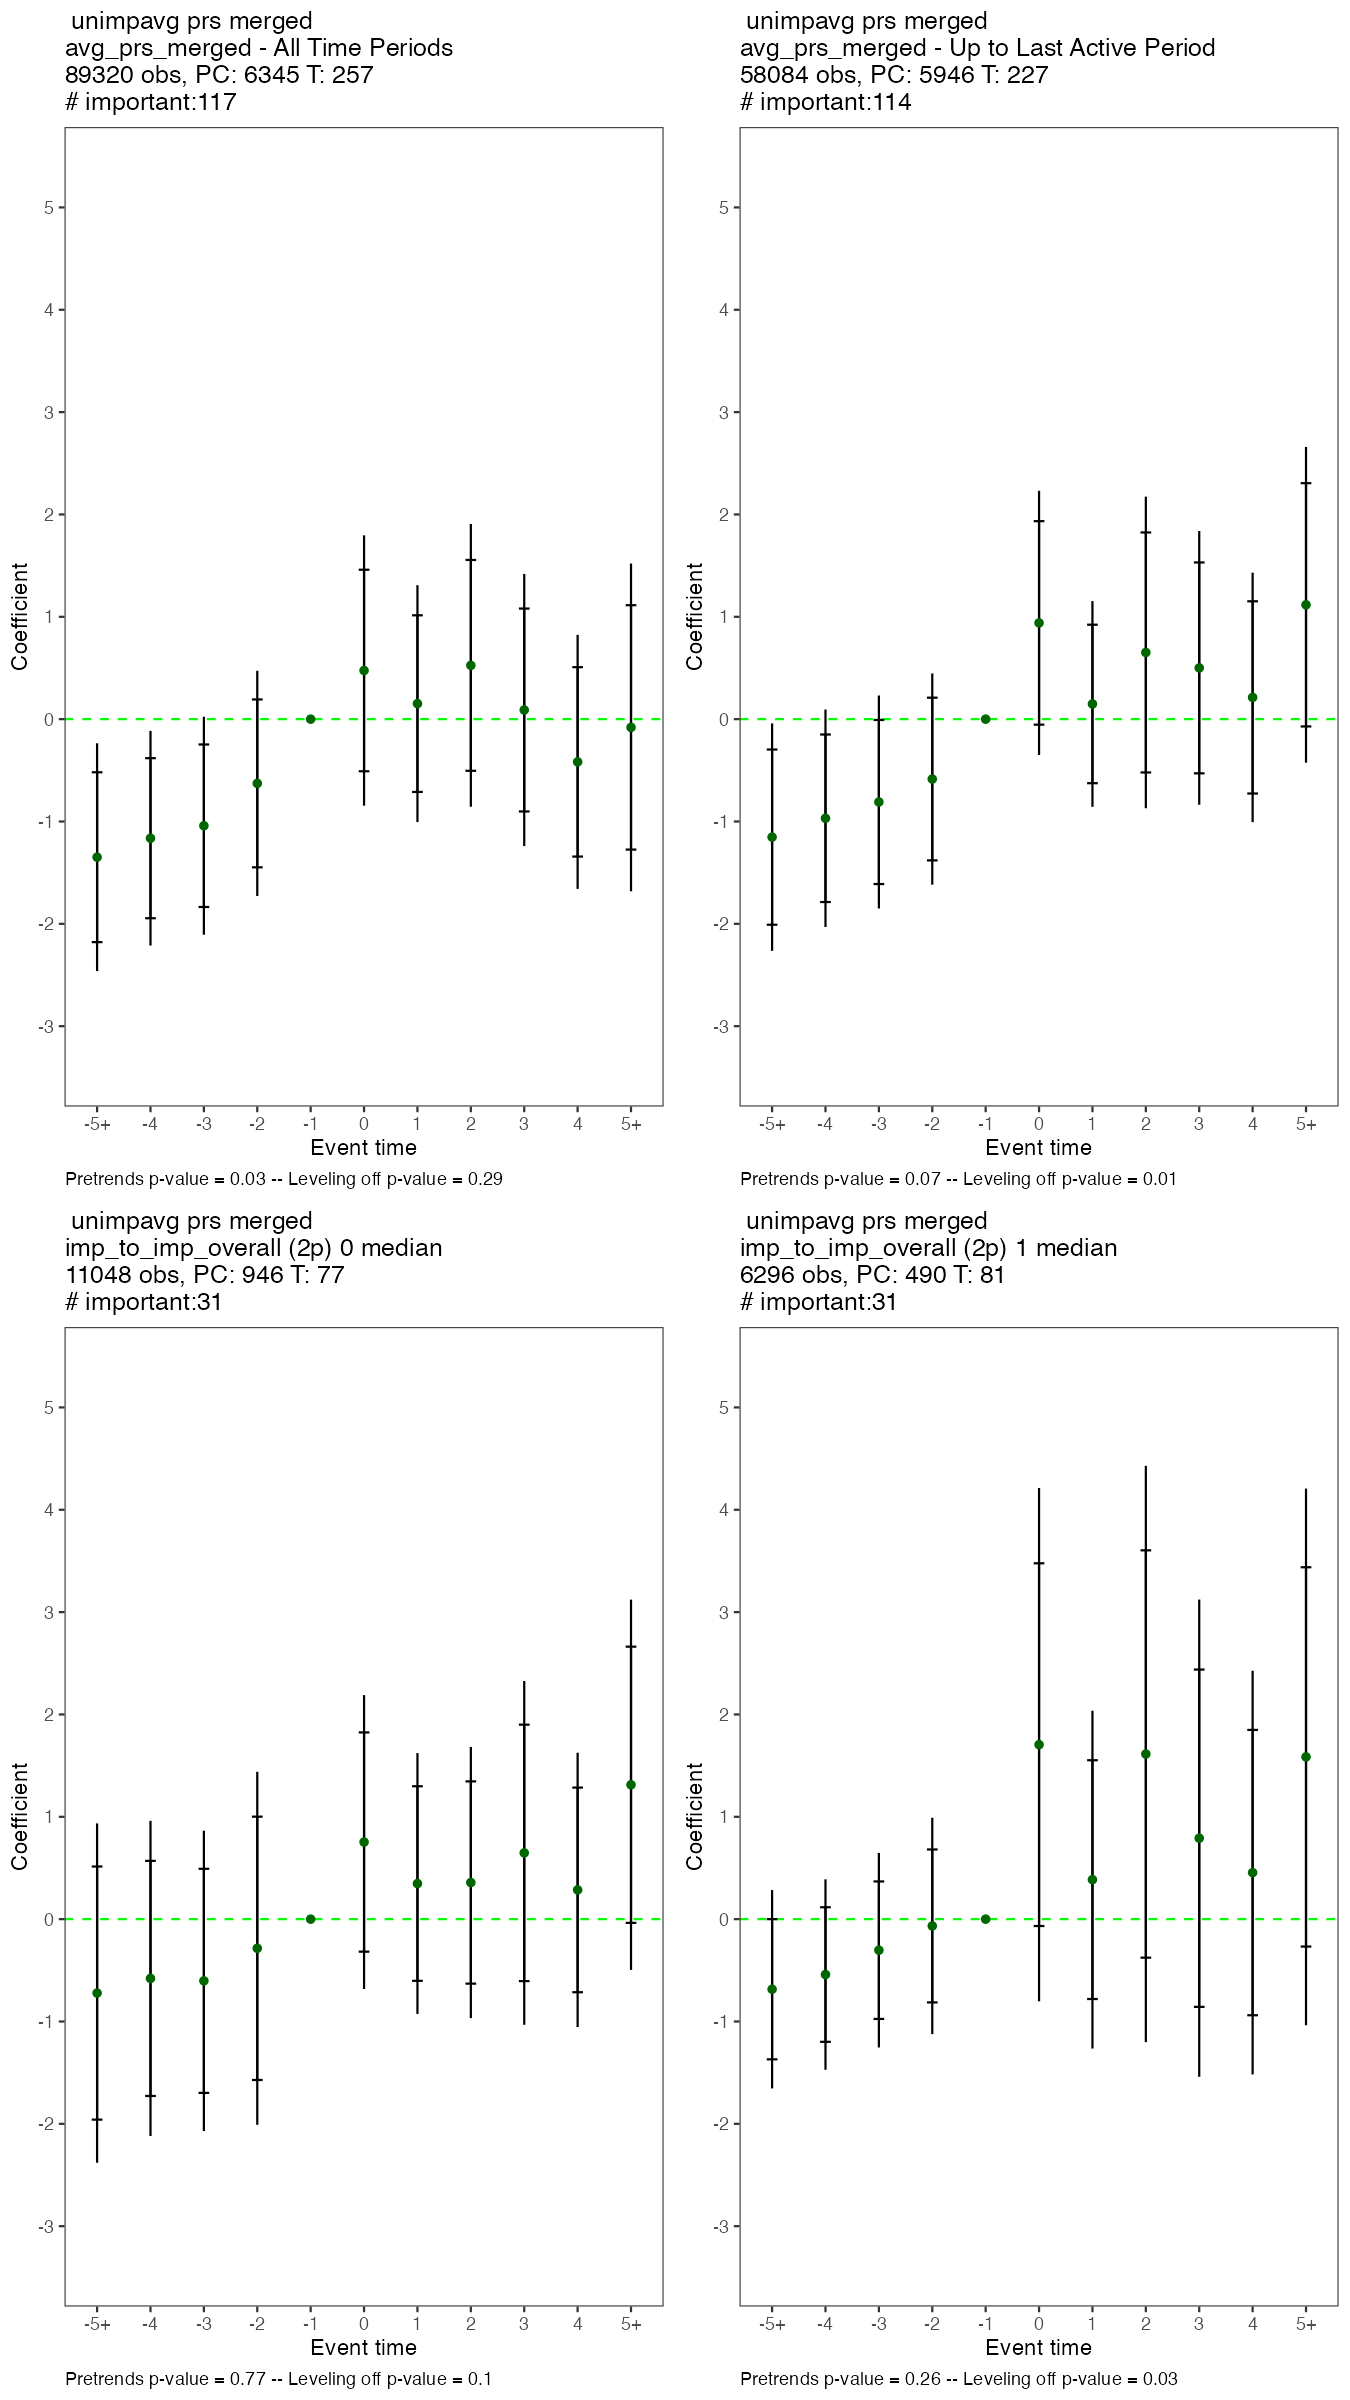 unimpavg prs merged
avg_prs_merged - All Time Periods
89320 obs, PC: 6345 T: 257
# important:117
5
4
3
2
1
0
-1
-2
-3
Coefficient
-5+ -4 -3 -2 -1 0 1 2 3 4 5+
Event time
Pretrends p-value = 0.03 -- Leveling off p-value = 0.29
unimpavg prs merged
avg_prs_merged - Up to Last Active Period
58084 obs, PC: 5946 T: 227
# important:114
5
4
3
2
1
0
-1
-2
-3
Coefficient
-5+ -4 -3 -2 -1 0 1 2 3 4 5+
Event time
Pretrends p-value = 0.07 -- Leveling off p-value = 0.01
unimpavg prs merged
imp_to_imp_overall (2p) 0 median
11048 obs, PC: 946 T: 77
# important:31
5
4
3
2
1
0
-1
-2
-3
Coefficient
-5+ -4 -3 -2 -1 0 1 2 3 4 5+
Event time
Pretrends p-value = 0.77 -- Leveling off p-value = 0.1
unimpavg prs merged
imp_to_imp_overall (2p) 1 median
6296 obs, PC: 490 T: 81
# important:31
5
4
3
2
1
0
-1
-2
-3
Coefficient
-5+ -4 -3 -2 -1 0 1 2 3 4 5+
Event time
Pretrends p-value = 0.26 -- Leveling off p-value = 0.03